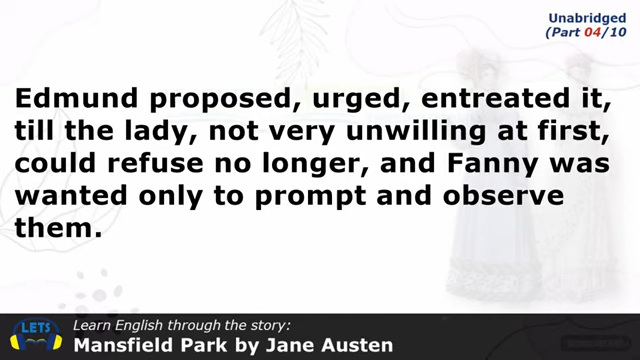 Unabridged
(Part 04/10
Edmund proposed, urged, entreated it,
till the lady, not very unwilling at first,
could refuse no longer, and Fanny was
wanted only to prompt and observe
them.
LETS
Learn English through the story:
Mansfield Park by Jane Austen